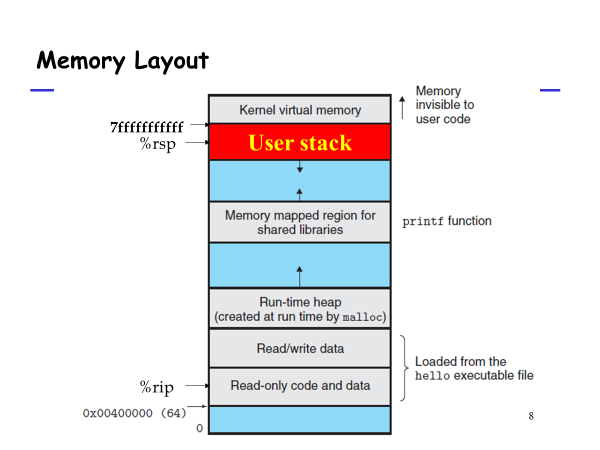 Memory Layout
Memory
invisible to
user code
Kernel virtual memory
7fffffffffff
%rsp
User stack
Memory mapped region for
shared libraries
printf function
Run-time heap
(created at run time by malloc)
Read/write data
Loaded from the
hello executable file
%rip
Read-only code and data
0x00400000 (64)
0
8